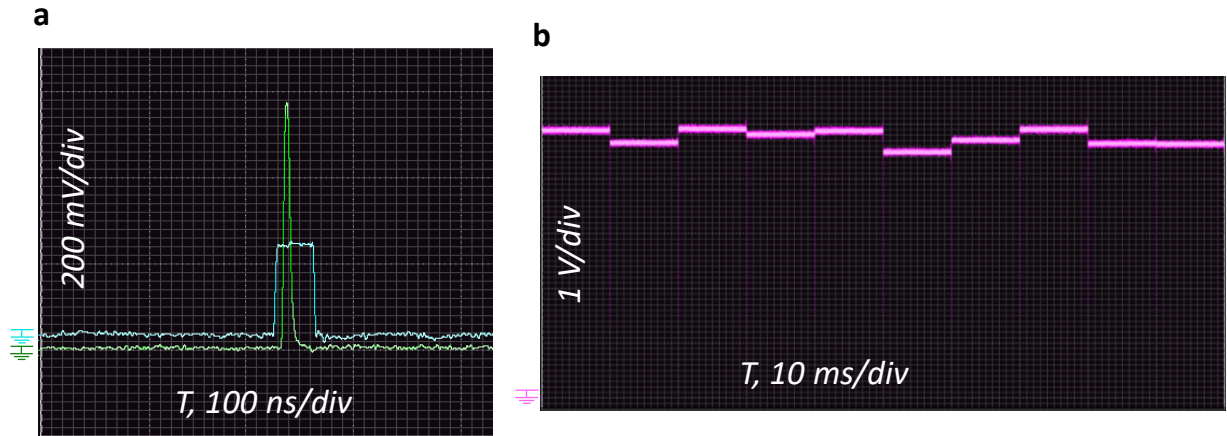 a
200 mV/div
T, 100 ns/div
b
1 V/div
T, 10 ms/div